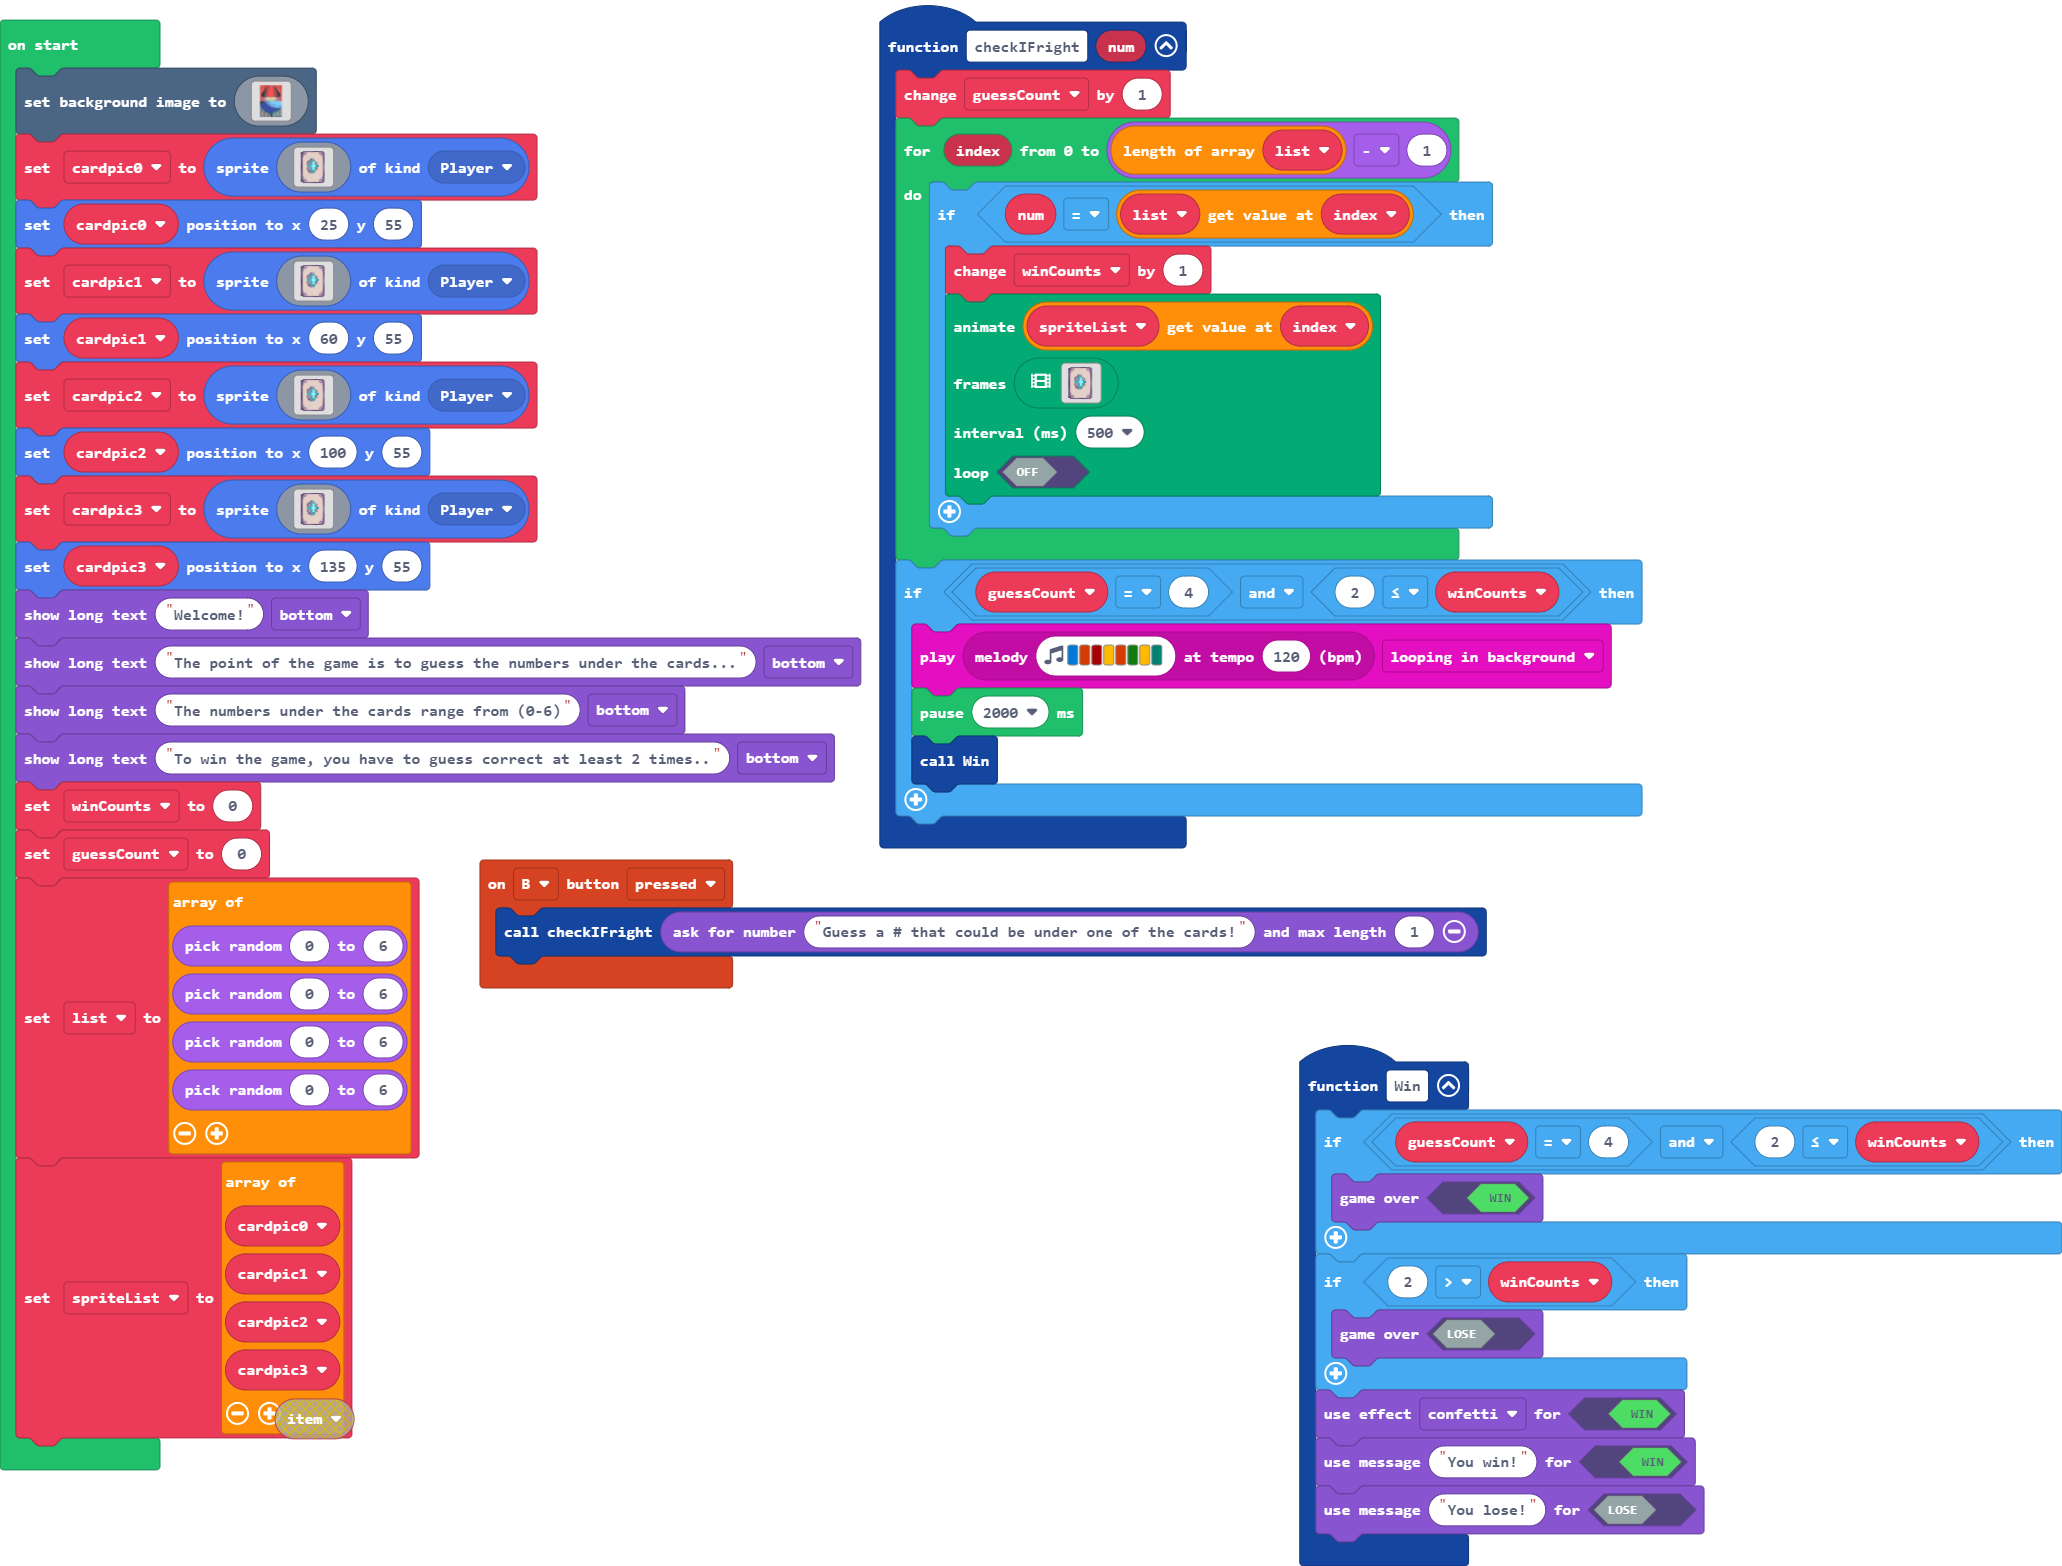 on start
set background image to
set cardpic0 to sprite of kind Player
set cardpic0 position to x 25 y 55
set cardpic1 to sprite of kind Player
set cardpic1 position to x 60 y 55
set cardpic2 to sprite of kind Player
set cardpic2 position to x 100 y 55
set cardpic3 to sprite of kind Player
set cardpic3 position to x 135 y 55
show long text "Welcome!" bottom
show long text "The point of the game is to guess the numbers under the cards..." bottom
show long text "The numbers under the cards range from (0-6)" bottom
show long text "To win the game, you have to guess correct at least 2 times.." bottom
set winCounts to 0
set guessCount to 0
set list to array of
pick random 0 to 6
pick random 0 to 6
pick random 0 to 6
pick random 0 to 6
set spriteList to array of
cardpic0
cardpic1
cardpic2
cardpic3
item
function checkIFright num
change guessCount by 1
for index from 0 to length of array list - 1
do
if num = list get value at index then
change winCounts by 1
animate spriteList get value at index
frames
interval (ms) 500
loop OFF
if guessCount = 4 and 2 ≤ winCounts then
play melody at tempo 120 (bpm) looping in background
pause 2000 ms
call Win
on B button pressed
call checkIFright ask for number "Guess a # that could be under one of the cards!" and max length 1
function Win
if guessCount = 4 and 2 ≤ winCounts then
game over WIN
if 2 > winCounts then
game over LOSE
use effect confetti for WIN
use message "You win!" for WIN
use message "You lose!" for LOSE